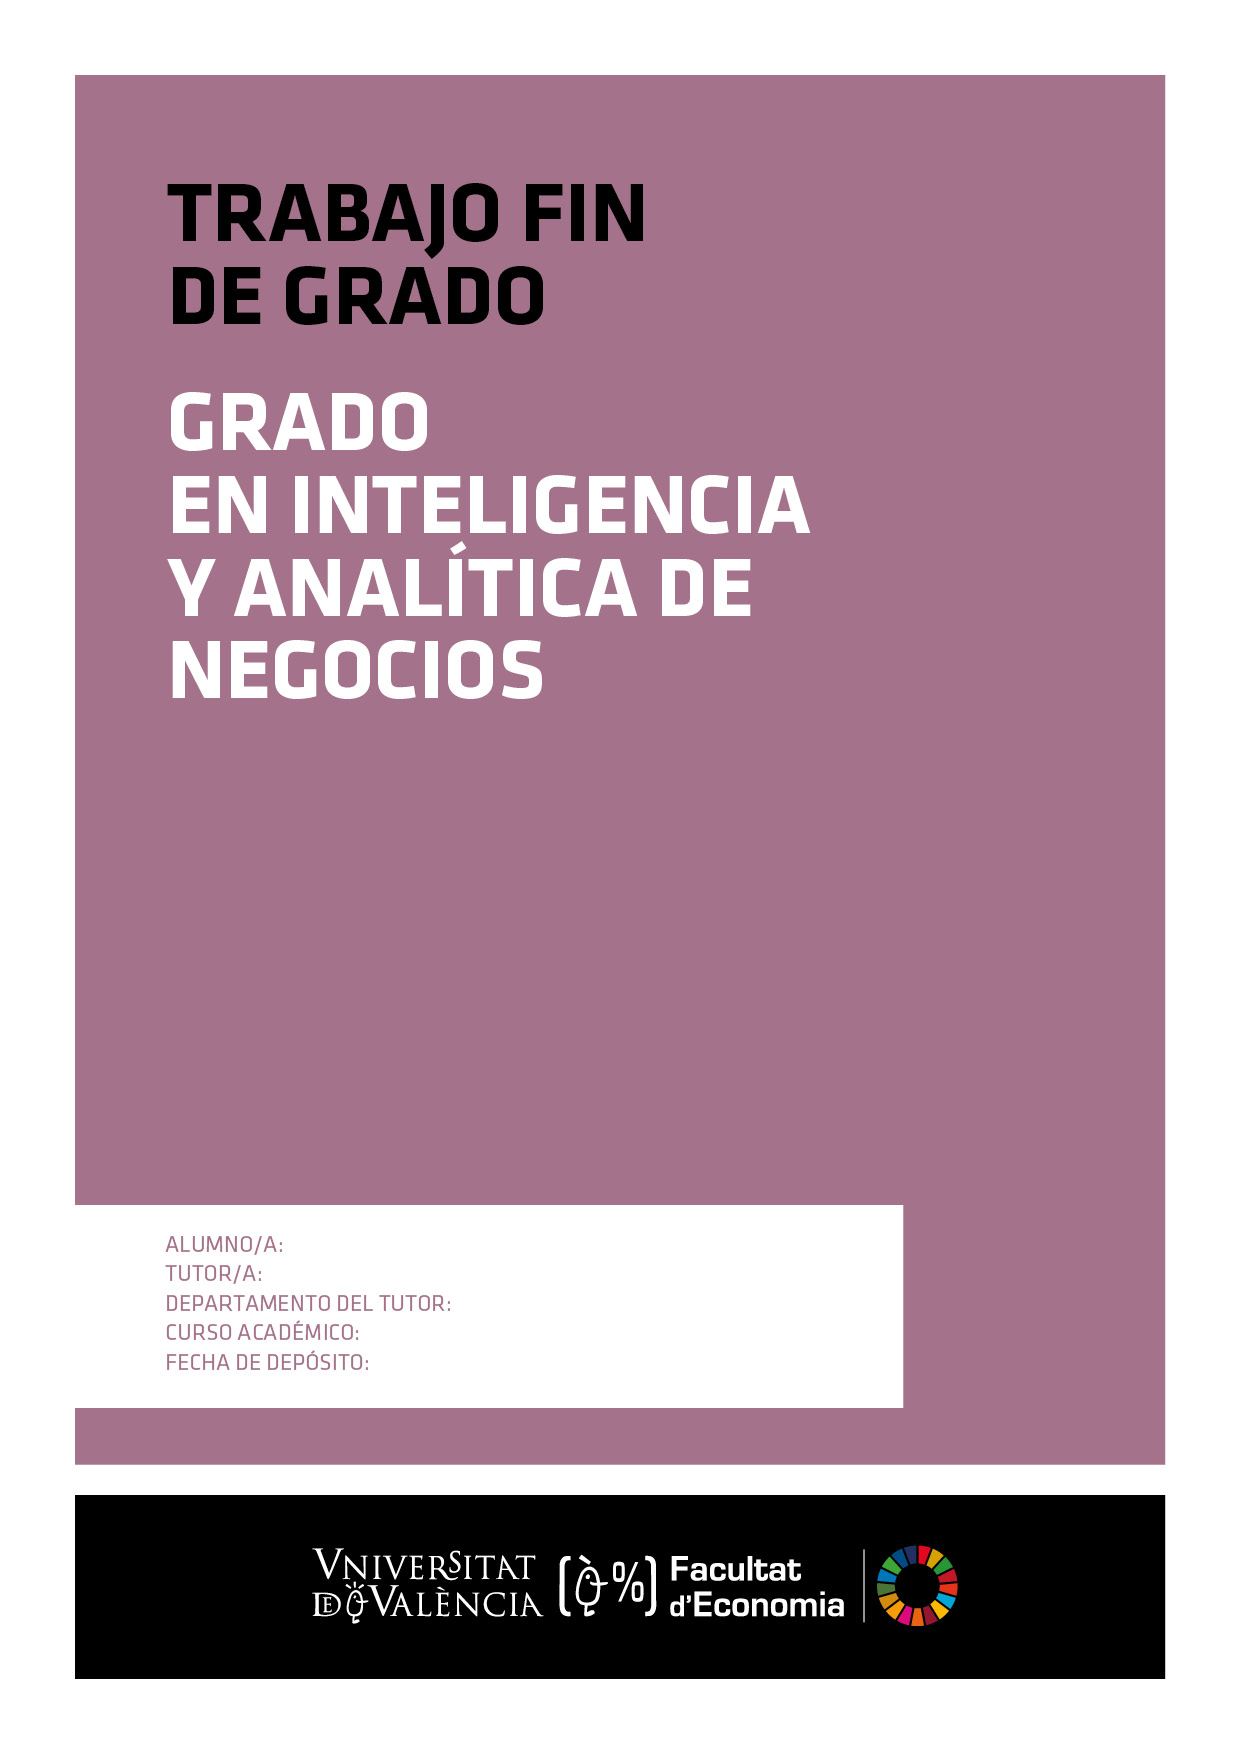 TRABAJO FIN
DE GRADO
GRADO
EN INTELIGENCIA
Y ANALÍTICA DE
NEGOCIOS
ALUMNO/A:
TUTOR/A:
DEPARTAMENTO DEL TUTOR:
CURSO ACADÉMICO:
FECHA DE DEPÓSITO:
VNIVERSITAT
DE VALÈNCIA
[%]
Facultat
d'Economia